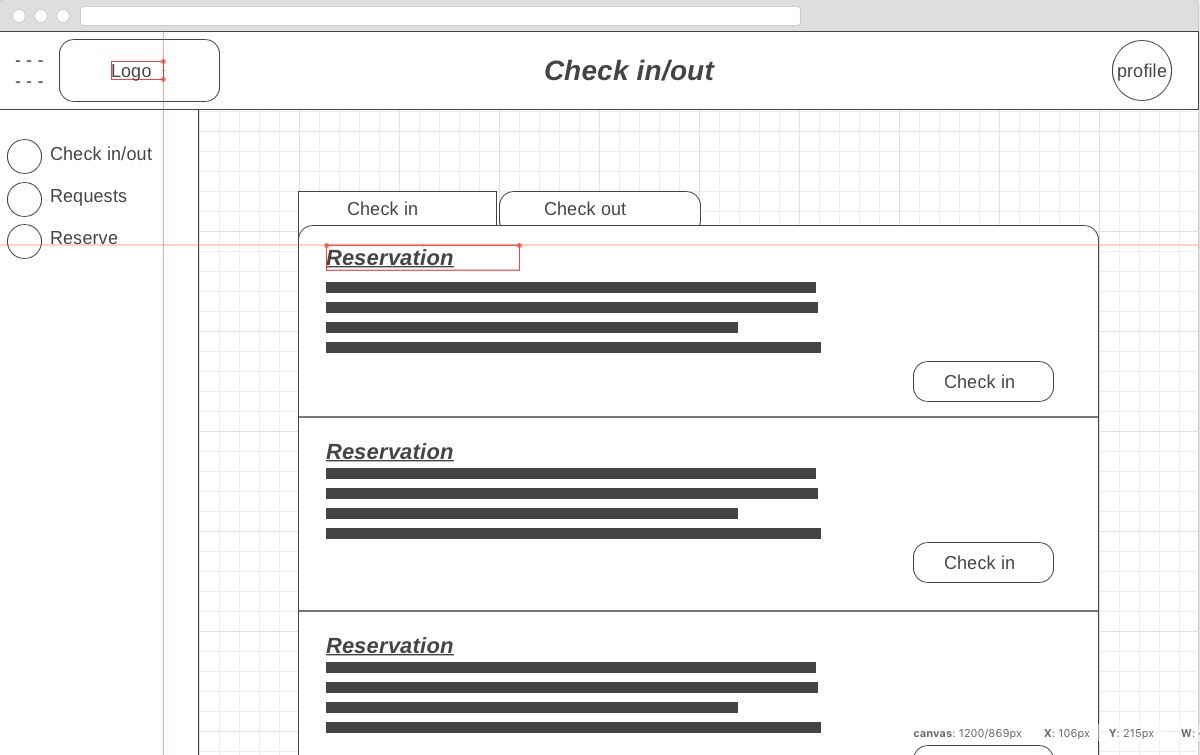 - - -
- - -
Logo
Check in/out
profile
Check in/out
Requests
Reserve
Check in
Check out
Reservation
Check in
Reservation
Check in
Reservation
canvas: 1200/869px X: 106px Y: 215px W: